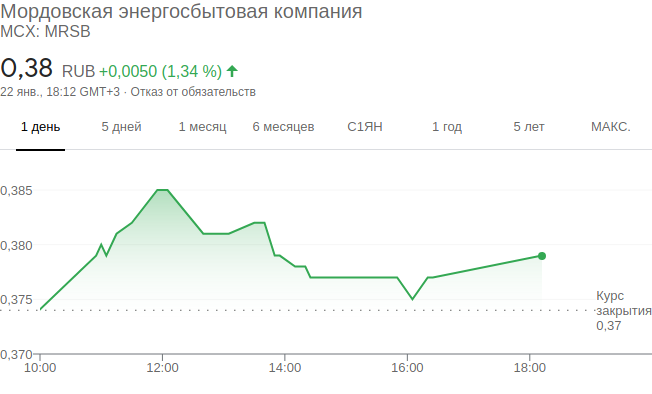 Мордовская энергосбытовая компания
MCX: MRSB
0,38 RUB +0,0050 (1,34 %)
22 янв., 18:12 GMT+3 · Отказ от обязательств
1 день 5 дней 1 месяц 6 месяцев С1ЯН 1 год 5 лет МАКС.
0,385
0,380
0,375
Курс
закрытия
0,37
0,370
10:00 12:00 14:00 16:00 18:00